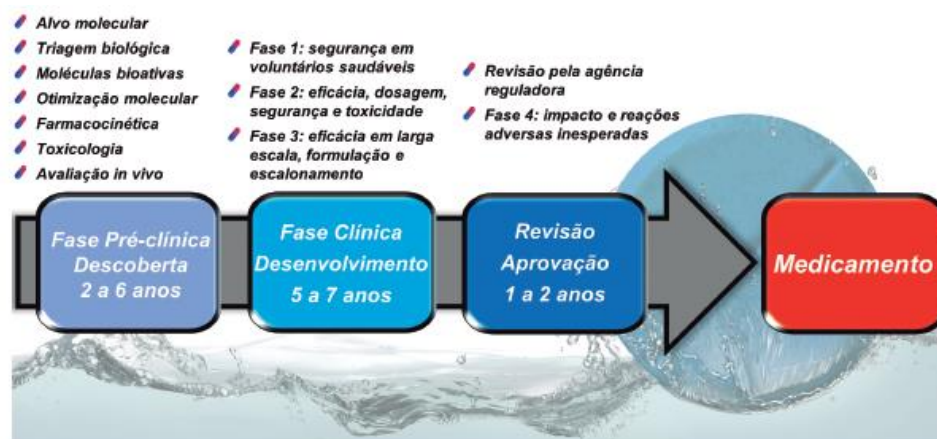 Alvo molecular
Triagem biológica
Moléculas bioativas
Otimização molecular
Farmacocinética
Toxicologia
Avaliação in vivo
Fase 1: segurança em
voluntários saudáveis
Fase 2: eficácia, dosagem,
segurança e toxicidade
Fase 3: eficácia em larga
escala, formulação e
escalonamento
Revisão pela agência
reguladora
Fase 4: impacto e reações
adversas inesperadas
Fase Pré-clínica
Descoberta
2 a 6 anos
Fase Clínica
Desenvolvimento
5 a 7 anos
Revisão
Aprovação
1 a 2 anos
Medicamento